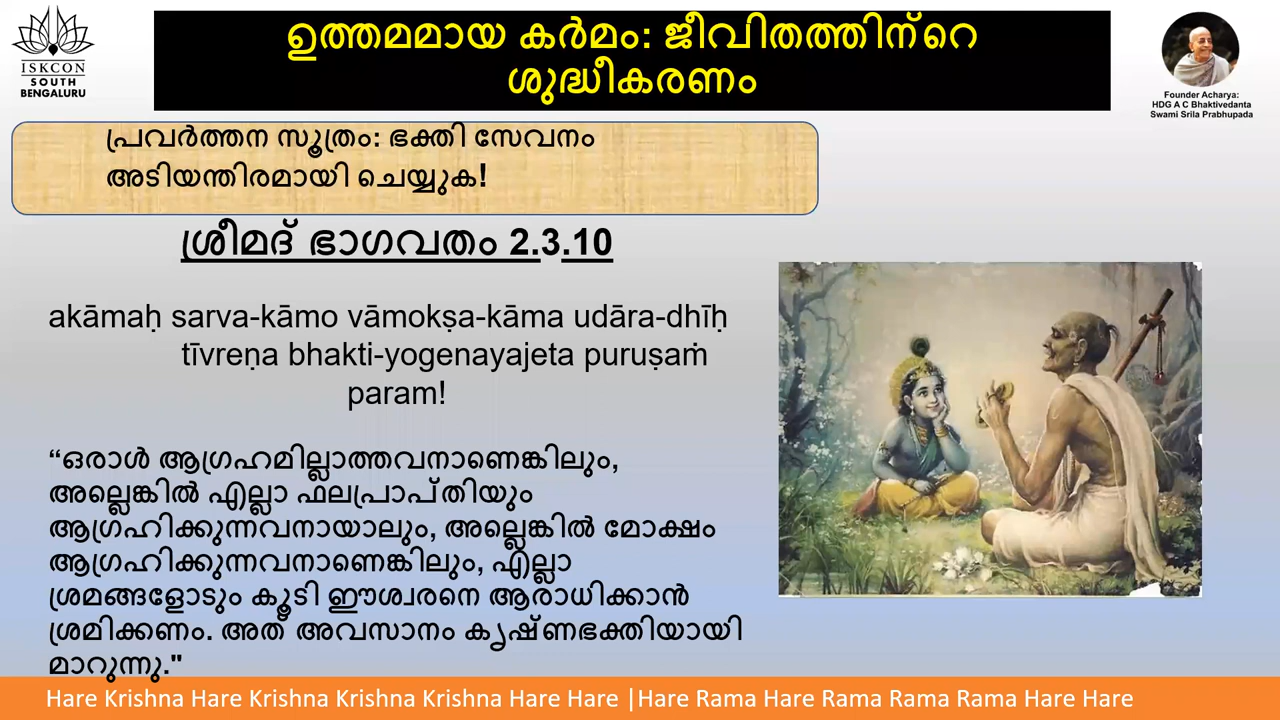 ISKCON
SOUTH
BENGALURU
ഉത്തമമായ കർമം: ജീവിതത്തിന്റെ
ശുദ്ധീകരണം
Founder Acharya:
HDG A C Bhaktivedanta
Swami Srila Prabhupada
പ്രവർത്തന സൂത്രം: ഭക്തി സേവനം
അടിയന്തിരമായി ചെയ്യുക!
ശ്രീമദ് ഭാഗവതം 2.3.10
akāmaḥ sarva-kāmo vāmokṣa-kāma udāra-dhīḥ
tīvreṇa bhakti-yogenayajeta puruṣaṁ
param!
“ഒരാൾ ആഗ്രഹമില്ലാത്തവനാണെങ്കിലും,
അല്ലെങ്കിൽ എല്ലാ ഫലപ്രാപ്തിയും
ആഗ്രഹിക്കുന്നവനായാലും, അല്ലെങ്കിൽ മോക്ഷം
ആഗ്രഹിക്കുന്നവനാണെങ്കിലും, എല്ലാ
ശ്രമങ്ങളോടും കൂടി ഈശ്വരനെ ആരാധിക്കാൻ
ശ്രമിക്കണം. അത് അവസാനം കൃഷ്ണഭക്തിയായി
മാറുന്നു."
Hare Krishna Hare Krishna Krishna Krishna Hare Hare |Hare Rama Hare Rama Rama Rama Hare Hare